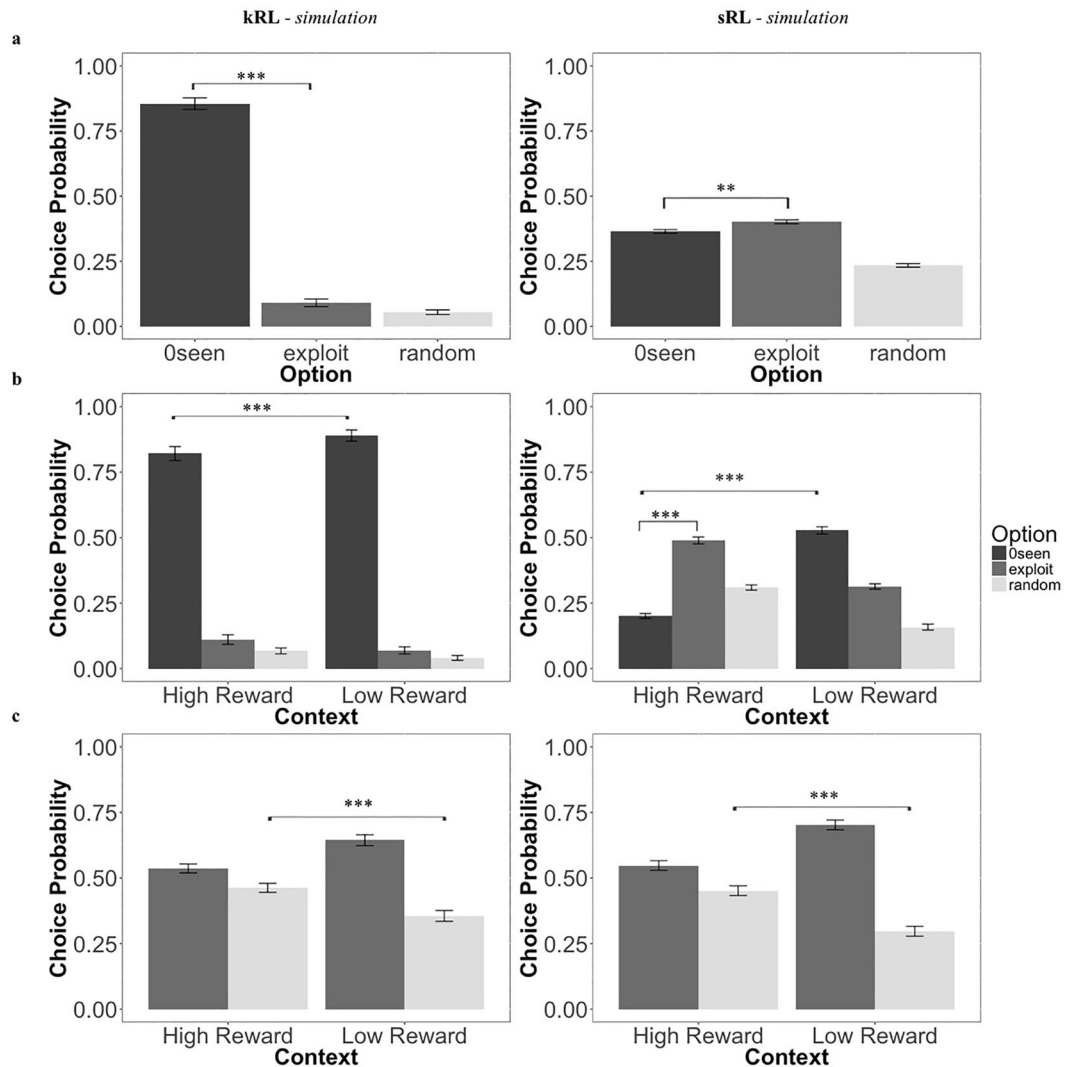 kRL - simulation
sRL - simulation
a
Choice Probability
1.00
0.75
0.50
0.25
0.00
***
0seen exploit random
Option
Choice Probability
1.00
0.75
0.50
0.25
0.00
**
0seen exploit random
Option
b
Choice Probability
1.00
0.75
0.50
0.25
0.00
***
High Reward Low Reward
Context
Choice Probability
1.00
0.75
0.50
0.25
0.00
***
***
High Reward Low Reward
Context
Option
0seen
exploit
random
c
Choice Probability
1.00
0.75
0.50
0.25
0.00
***
High Reward Low Reward
Context
Choice Probability
1.00
0.75
0.50
0.25
0.00
***
High Reward Low Reward
Context